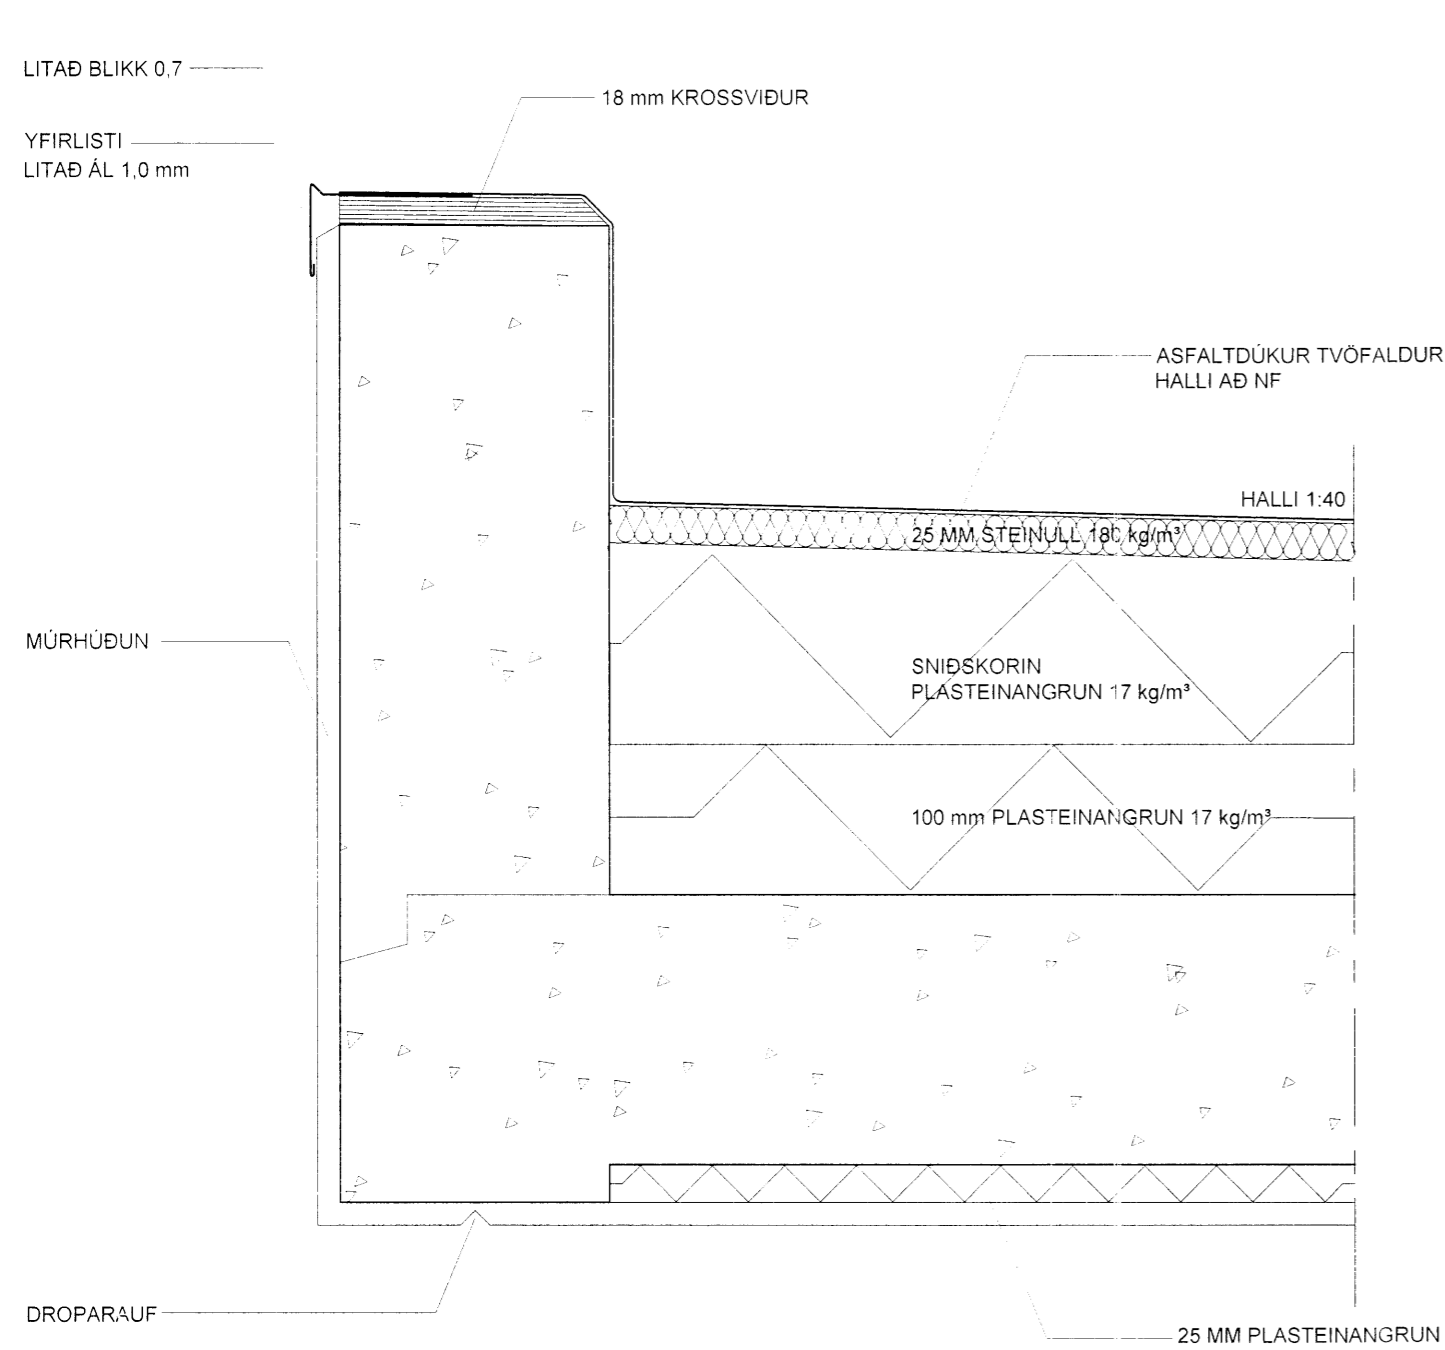 LITAÐ BLIKK 0,7
18 mm KROSSVIÐUR
YFIRLISTI
LITAÐ ÁL 1,0 mm
ASFALTDÚKUR TVÖFALDUR
HALLI AÐ NF
HALLI 1:40
25 MM STEINULL 180 kg/m³
MÚRHÚÐUN
SNIÐSKORIN
PLASTEINANGRUN 17 kg/m³
100 mm PLASTEINANGRUN 17 kg/m³
DROPARAUF
25 MM PLASTEINANGRUN